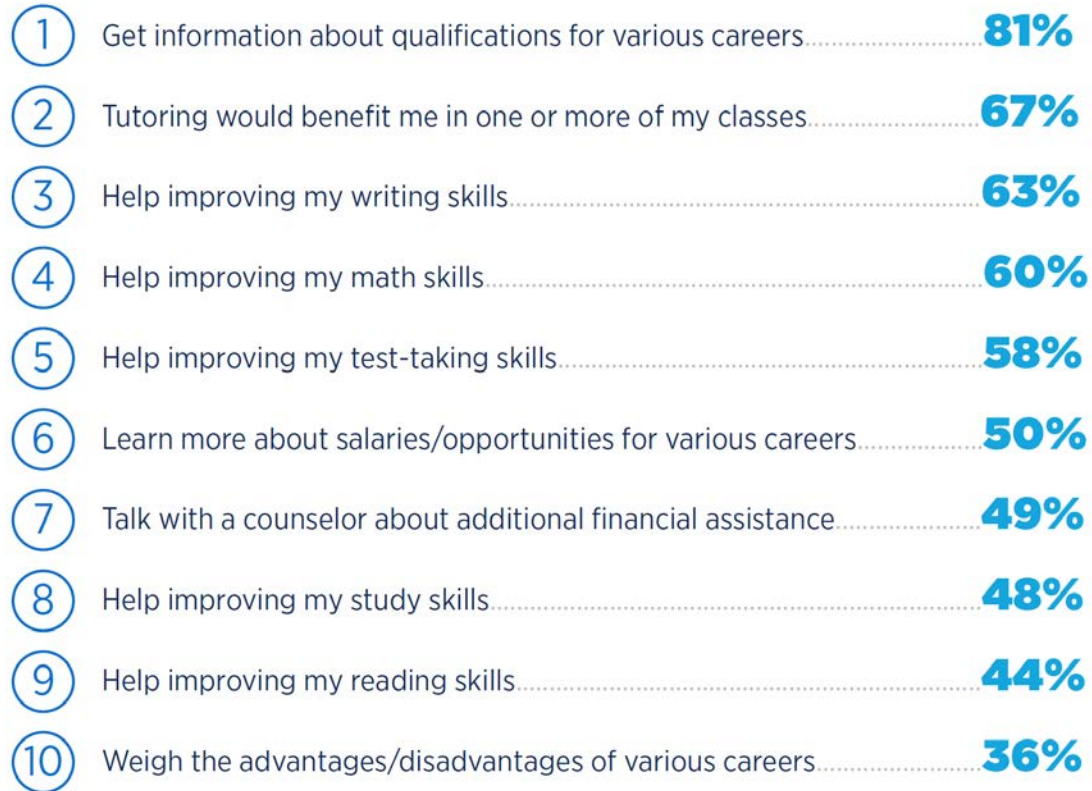 1 Get information about qualifications for various careers 81%
2 Tutoring would benefit me in one or more of my classes 67%
3 Help improving my writing skills 63%
4 Help improving my math skills 60%
5 Help improving my test-taking skills 58%
6 Learn more about salaries/opportunities for various careers 50%
7 Talk with a counselor about additional financial assistance 49%
8 Help improving my study skills 48%
9 Help improving my reading skills 44%
10 Weigh the advantages/disadvantages of various careers 36%